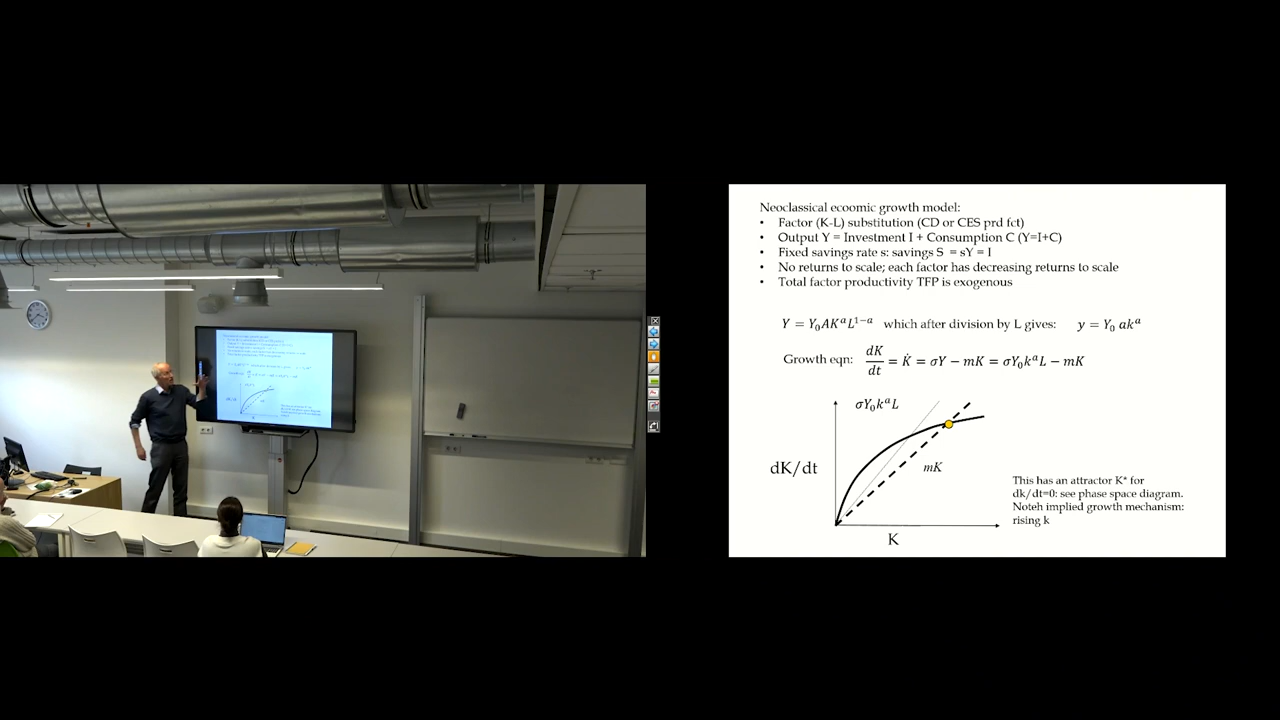 Neoclassical ecoomic growth model:
• Factor (K-L) substitution (CD or CES prd fct)
• Output Y = Investment I + Consumption C (Y=I+C)
• Fixed savings rate s: savings S = sY = I
• No returns to scale; each factor has decreasing returns to scale
• Total factor productivity TFP is exogenous
Y = Y₀AKᵃL¹⁻ᵃ which after division by L gives: y = Y₀ akᵃ
Growth eqn: dK/dt = K̇ = σY − mK = σY₀kᵃL − mK
σY₀kᵃL
dK/dt
mK
This has an attractor K* for
dk/dt=0: see phase space diagram.
Noteh implied growth mechanism:
rising k
K